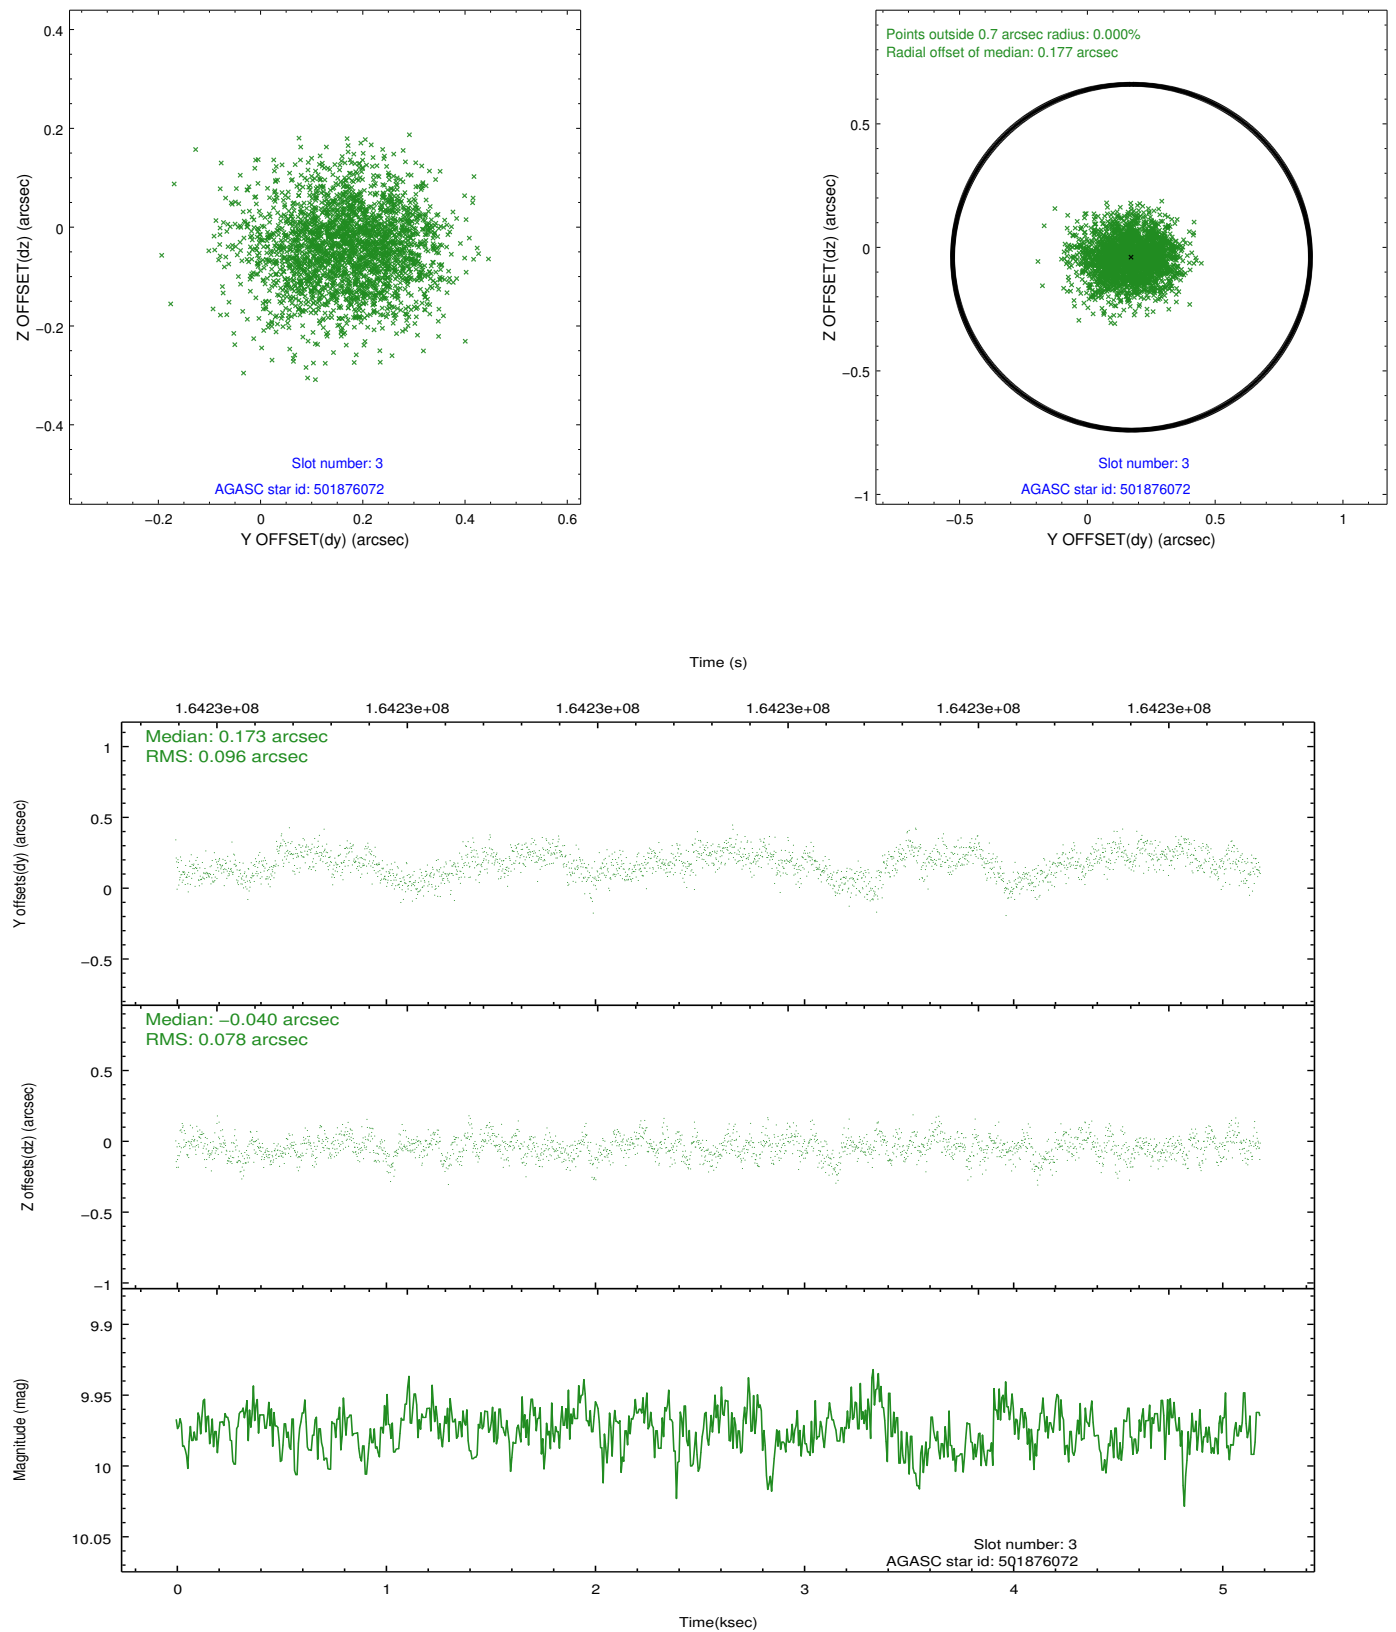 0.4
0.2
0
−0.2
−0.4
Z OFFSET(dz) (arcsec)
Slot number: 3
AGASC star id: 501876072
−0.2 0 0.2 0.4 0.6
Y OFFSET(dy) (arcsec)
Points outside 0.7 arcsec radius: 0.000%
Radial offset of median: 0.177 arcsec
0.5
0
−0.5
−1
Z OFFSET(dz) (arcsec)
Slot number: 3
AGASC star id: 501876072
−0.5 0 0.5 1
Y OFFSET(dy) (arcsec)
Time (s)
1.6423e+08 1.6423e+08 1.6423e+08 1.6423e+08 1.6423e+08 1.6423e+08
Median: 0.173 arcsec
RMS: 0.096 arcsec
1
0.5
0
−0.5
Y offsets(dy) (arcsec)
Median: −0.040 arcsec
RMS: 0.078 arcsec
0.5
0
−0.5
−1
Z offsets(dz) (arcsec)
9.9
9.95
10
10.05
Magnitude (mag)
Slot number: 3
AGASC star id: 501876072
0 1 2 3 4 5
Time(ksec)